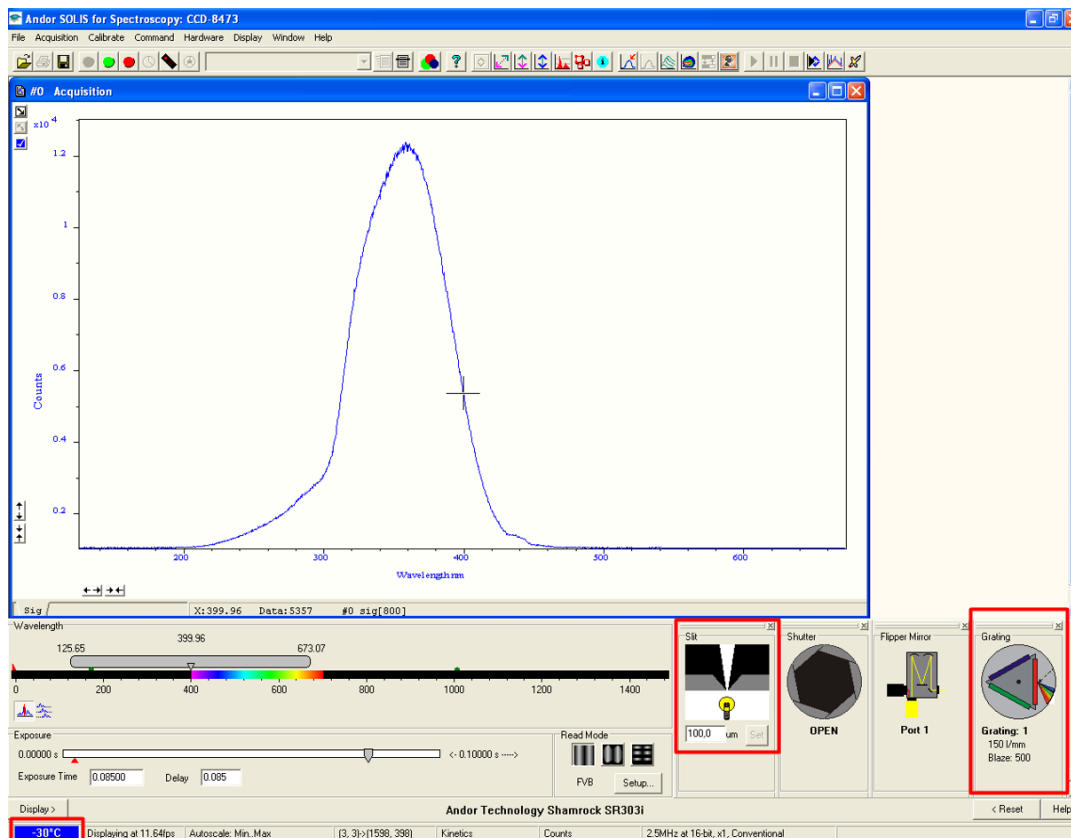 Andor SOLIS for Spectroscopy: CCD-8473
File Acquisition Calibrate Command Hardware Display Window Help
#0 Acquisition
x10 4
1.2
1
0.8
0.6
0.4
0.2
Counts
200 300 400 500 600
Wavelength nm
Sig X:399.96 Data:5357 #0 sig[800]
Wavelength
399.96
125.65 673.07
0 200 400 600 800 1000 1200 1400
Exposure
0.00000 s <- 0.10000 s ----->
Exposure Time 0.08500 Delay 0.085
Read Mode
FVB Setup...
Slit
100,0 um Set
Shutter
OPEN
Flipper Mirror
Port 1
Grating
Grating: 1
150 l/mm
Blaze: 500
Display > Andor Technology Shamrock SR303i < Reset Help
-30°C Displaying at 11.64fps Autoscale: Min..Max (3, 3)>(1598, 398) Kinetics Counts 2.5MHz at 16-bit, x1, Conventional